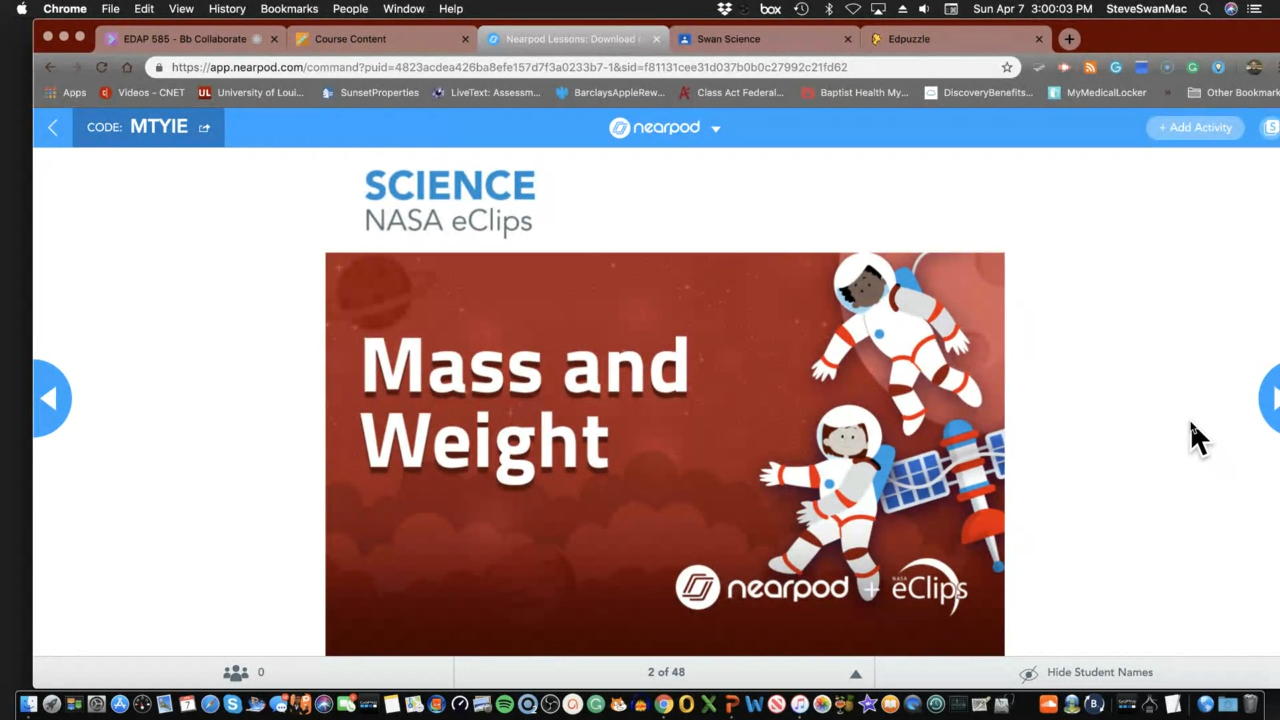 Chrome File Edit View History Bookmarks People Window Help box Sun Apr 7 3:00:03 PM SteveSwanMac
EDAP 585 - Bb Collaborate Course Content Nearpod Lessons: Download Swan Science Edpuzzle
https://app.nearpod.com/command?puid=4823acdea426ba8efe157d7f3a0233b7-1&sid=f81131cee31d037b0b0c27992c21fd62
Apps Videos - CNET University of Loui... SunsetProperties LiveText: Assessm... BarclaysAppleRew... Class Act Federal... Baptist Health My... DiscoveryBenefits... MyMedicalLocker » Other Bookmark
CODE: MTYIE nearpod + Add Activity
SCIENCE
NASA eClips
Mass and
Weight
nearpod + NASA eClips
0 2 of 48 Hide Student Names